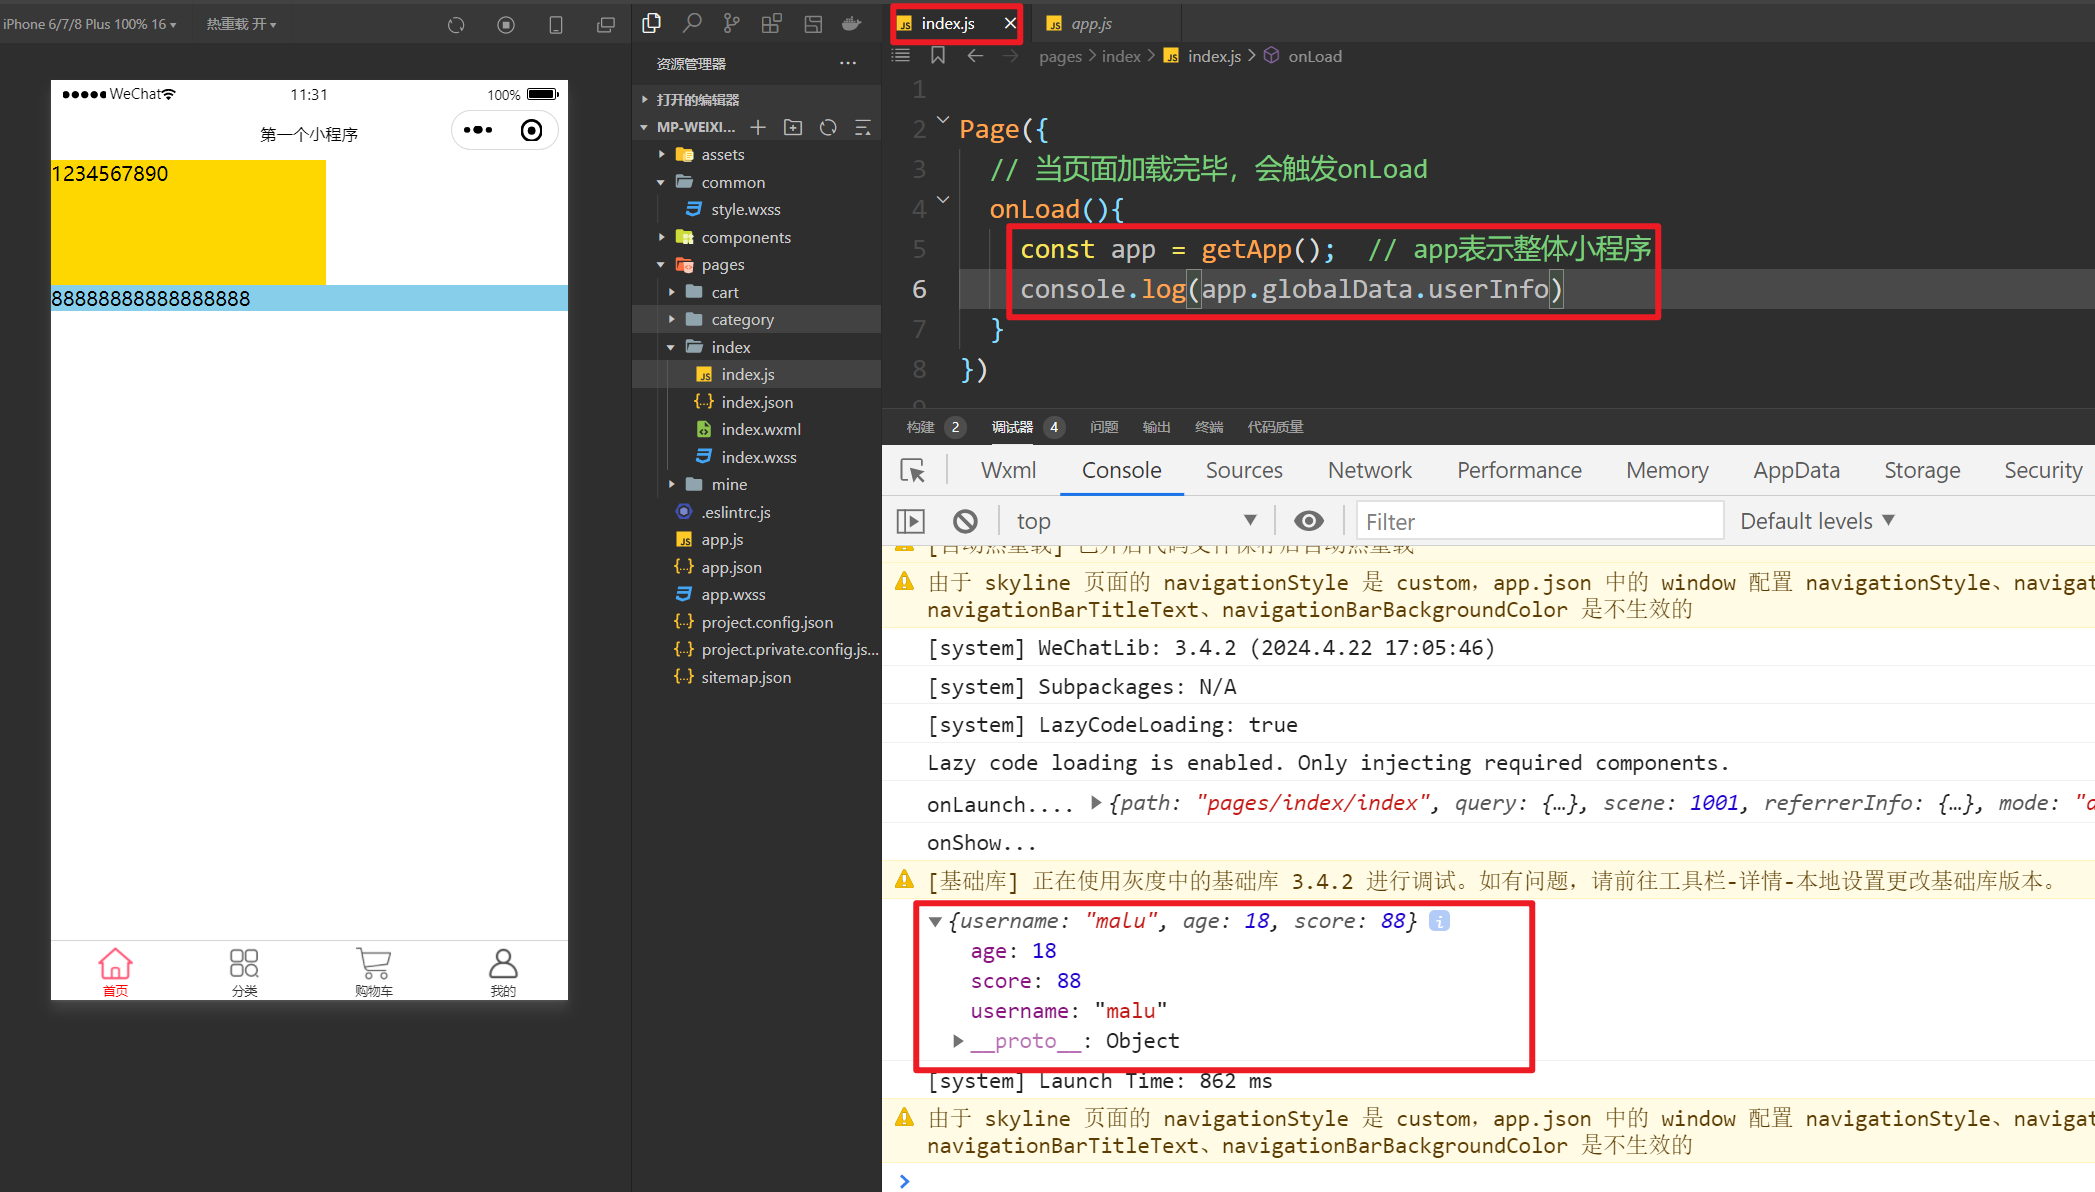 iPhone 6/7/8 Plus 100% 16
热重载 开
WeChat
11:31
100%
第一个小程序
1234567890
88888888888888888
首页
分类
购物车
我的
资源管理器
打开的编辑器
MP-WEIXI...
assets
common
style.wxss
components
pages
cart
category
index
index.js
index.json
index.wxml
index.wxss
mine
.eslintrc.js
app.js
app.json
app.wxss
project.config.json
project.private.config.js...
sitemap.json
index.js
app.js
pages > index > index.js > onLoad
1
2 Page({
3 // 当页面加载完毕，会触发onLoad
4 onLoad(){
5 const app = getApp(); // app表示整体小程序
6 console.log(app.globalData.userInfo)
7 }
8 })
9
构建 2 调试器 4 问题 输出 终端 代码质量
Wxml Console Sources Network Performance Memory AppData Storage Security
top Filter Default levels
[自动热重载] 已开启代码文件保存后自动热重载
由于 skyline 页面的 navigationStyle 是 custom，app.json 中的 window 配置 navigationStyle、navigat
navigationBarTitleText、navigationBarBackgroundColor 是不生效的
[system] WeChatLib: 3.4.2 (2024.4.22 17:05:46)
[system] Subpackages: N/A
[system] LazyCodeLoading: true
Lazy code loading is enabled. Only injecting required components.
onLaunch.... {path: "pages/index/index", query: {…}, scene: 1001, referrerInfo: {…}, mode: "d
onShow...
[基础库] 正在使用灰度中的基础库 3.4.2 进行调试。如有问题，请前往工具栏-详情-本地设置更改基础库版本。
{username: "malu", age: 18, score: 88}
age: 18
score: 88
username: "malu"
__proto__: Object
[system] Launch Time: 862 ms
由于 skyline 页面的 navigationStyle 是 custom，app.json 中的 window 配置 navigationStyle、navigat
navigationBarTitleText、navigationBarBackgroundColor 是不生效的